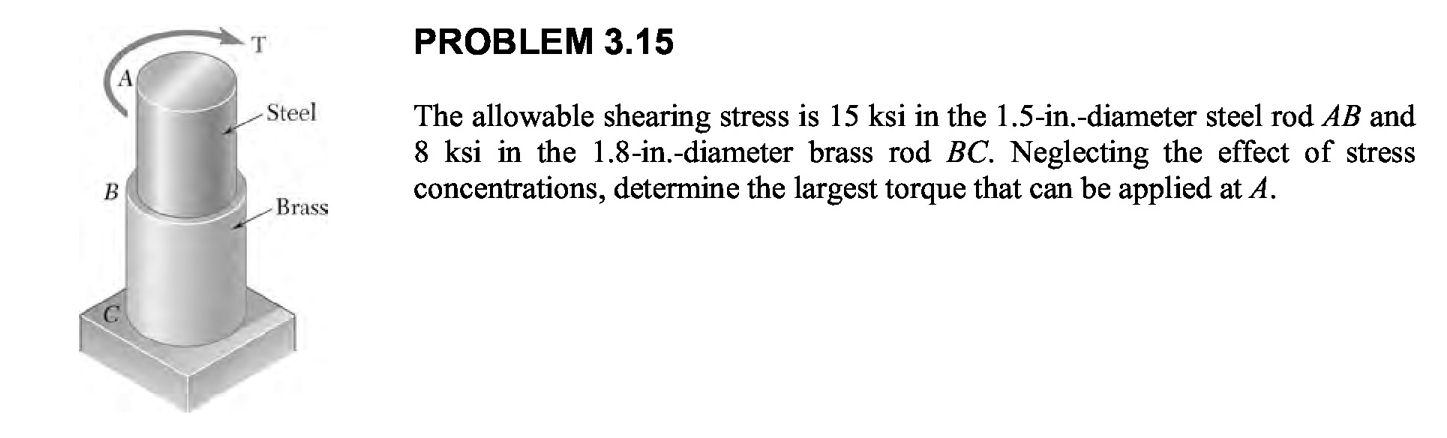 PROBLEM 3.15
T
A
Steel
The allowable shearing stress is 15 ksi in the 1.5-in.-diameter steel rod AB and
8 ksi in the 1.8-in.-diameter brass rod BC. Neglecting the effect of stress
concentrations, determine the largest torque that can be applied at A.
B
Brass
C